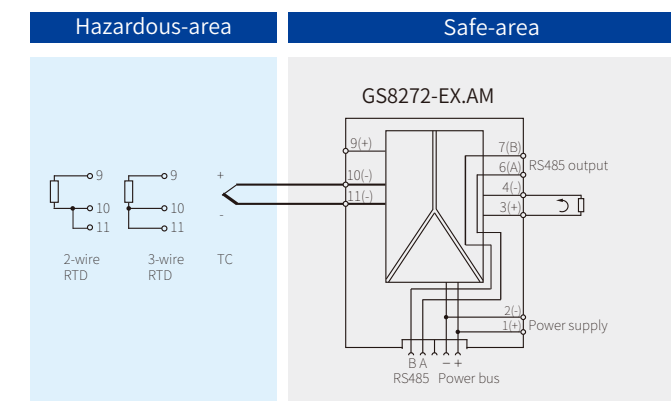 Hazardous-area
Safe-area
GS8272-EX.AM
9(+)
10(-)
11(-)
7(B)
6(A)
RS485 output
4(-)
3(+)
2(-)
1(+)
Power supply
9
10
11
9
10
11
+
-
2-wire
RTD
3-wire
RTD
TC
B A – +
RS485 Power bus